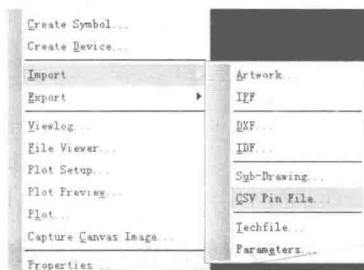 Create Symbol...
Create Device...
Import
Export
Viewlog...
File Viewer...
Plot Setup...
Plot Preview...
Plot...
Capture Canvas Image...
Properties...
Artwork...
IPF...
DXF...
IDF...
Sub-Drawing...
CSV Pin File...
Techfile...
Parameters...